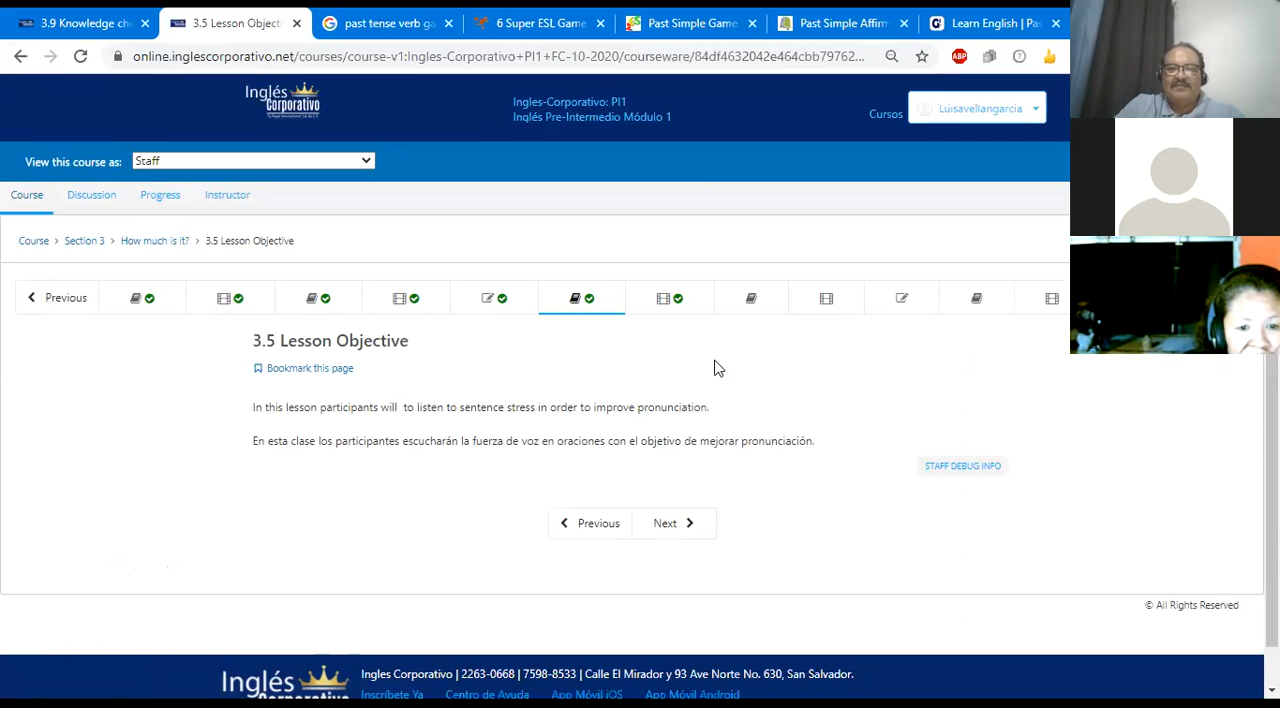 3.9 Knowledge ch
3.5 Lesson Objecti
past tense verb ga
6 Super ESL Game
Past Simple Game
Past Simple Affirr
Learn English | Pas
online.inglescorporativo.net/courses/course-v1:Ingles-Corporativo+PI1+FC-10-2020/courseware/84df4632042e464cbb79762...
ABP
Inglés
Corporativo
Ingles-Corporativo: PI1
Inglés Pre-Intermedio Módulo 1
Cursos
Luisavellangarcia
View this course as:
Staff
Course
Discussion
Progress
Instructor
Course > Section 3 > How much is it? > 3.5 Lesson Objective
Previous
3.5 Lesson Objective
Bookmark this page
In this lesson participants will to listen to sentence stress in order to improve pronunciation.
En esta clase los participantes escucharán la fuerza de voz en oraciones con el objetivo de mejorar pronunciación.
STAFF DEBUG INFO
Previous
Next
© All Rights Reserved
Inglés
Ingles Corporativo | 2263-0668 | 7598-8533 | Calle El Mirador y 93 Ave Norte No. 630, San Salvador.
Inscríbete Ya
Centro de Ayuda
App Móvil iOS
App Móvil Android